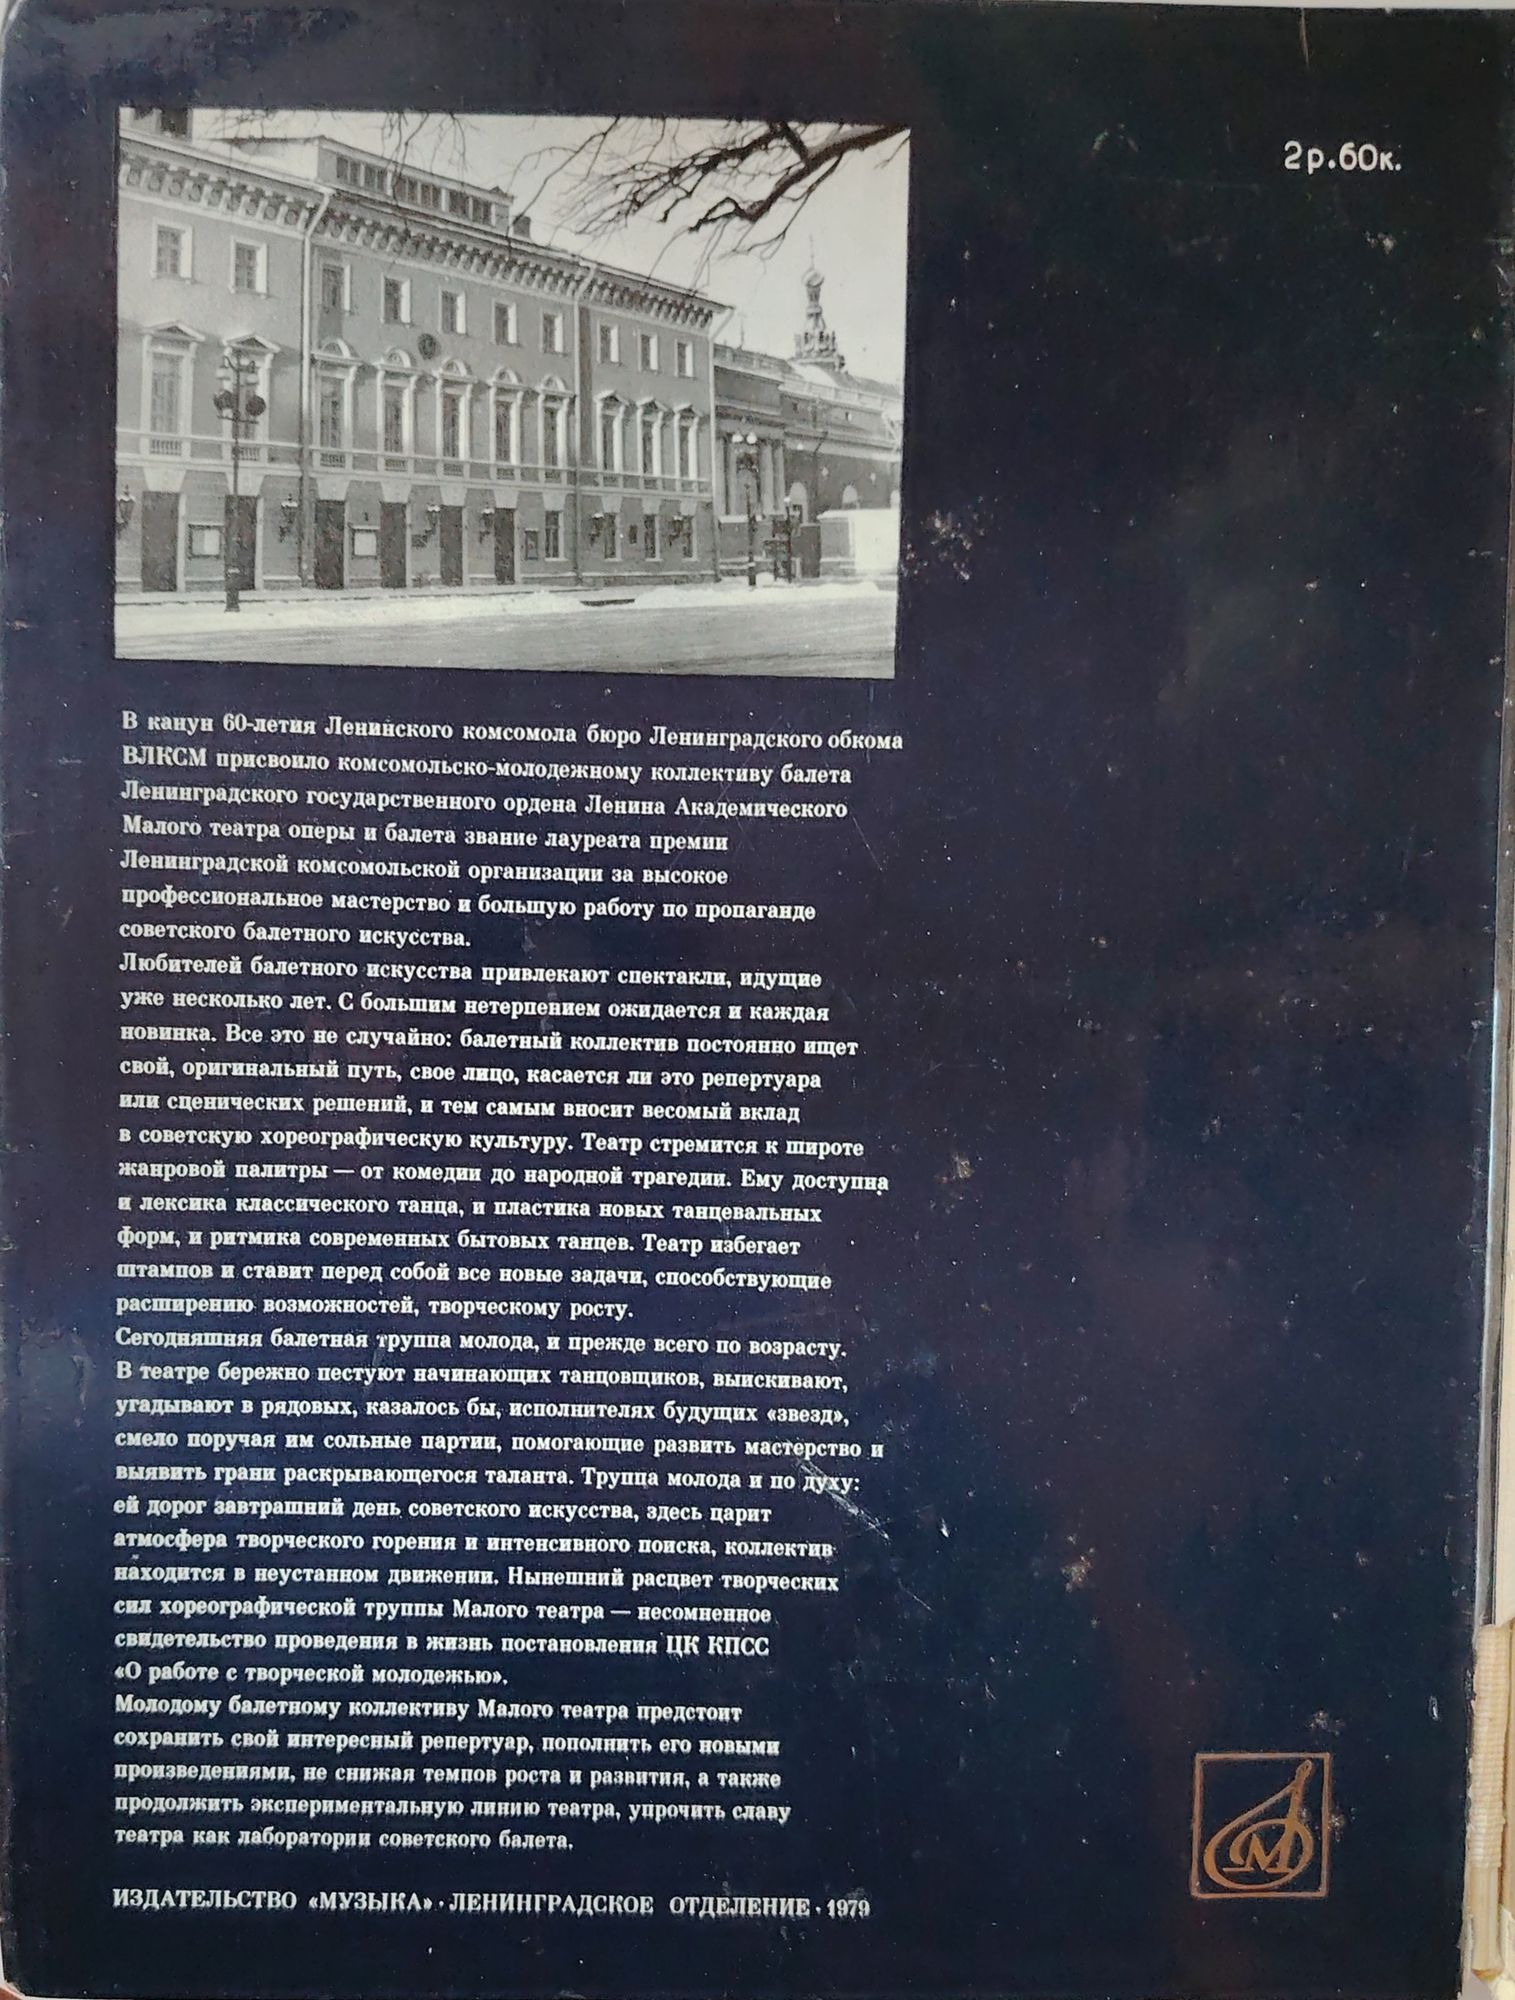 2р.60к.
В канун 60-летия Ленинского комсомола бюро Ленинградского обкома
ВЛКСМ присвоило комсомольско-молодежному коллективу балета
Ленинградского государственного ордена Ленина Академического
Малого театра оперы и балета звание лауреата премии
Ленинградской комсомольской организации за высокое
профессиональное мастерство и большую работу по пропаганде
советского балетного искусства.
Любителей балетного искусства привлекают спектакли, идущие
уже несколько лет. С большим нетерпением ожидается и каждая
новинка. Все это не случайно: балетный коллектив постоянно ищет
свой, оригинальный путь, свое лицо, касается ли это репертуара
или сценических решений, и тем самым вносит весомый вклад
в советскую хореографическую культуру. Театр стремится к широте
жанровой палитры — от комедии до народной трагедии. Ему доступна
и лексика классического танца, и пластика новых танцевальных
форм, и ритмика современных бытовых танцев. Театр избегает
штампов и ставит перед собой все новые задачи, способствующие
расширению возможностей, творческому росту.
Сегодняшняя балетная труппа молода, и прежде всего по возрасту.
В театре бережно пестуют начинающих танцовщиков, выискивают,
угадывают в рядовых, казалось бы, исполнителях будущих «звезд»,
смело поручая им сольные партии, помогающие развить мастерство и
выявить грани раскрывающегося таланта. Труппа молода и по духу:
ей дорог завтрашний день советского искусства, здесь царит
атмосфера творческого горения и интенсивного поиска, коллектив
находится в неустанном движении. Нынешний расцвет творческих
сил хореографической труппы Малого театра — несомненное
свидетельство проведения в жизнь постановления ЦК КПСС
«О работе с творческой молодежью».
Молодому балетному коллективу Малого театра предстоит
сохранить свой интересный репертуар, пополнить его новыми
произведениями, не снижая темпов роста и развития, а также
продолжить экспериментальную линию театра, упрочить славу
театра как лаборатории советского балета.
ИЗДАТЕЛЬСТВО «МУЗЫКА» · ЛЕНИНГРАДСКОЕ ОТДЕЛЕНИЕ · 1979
М